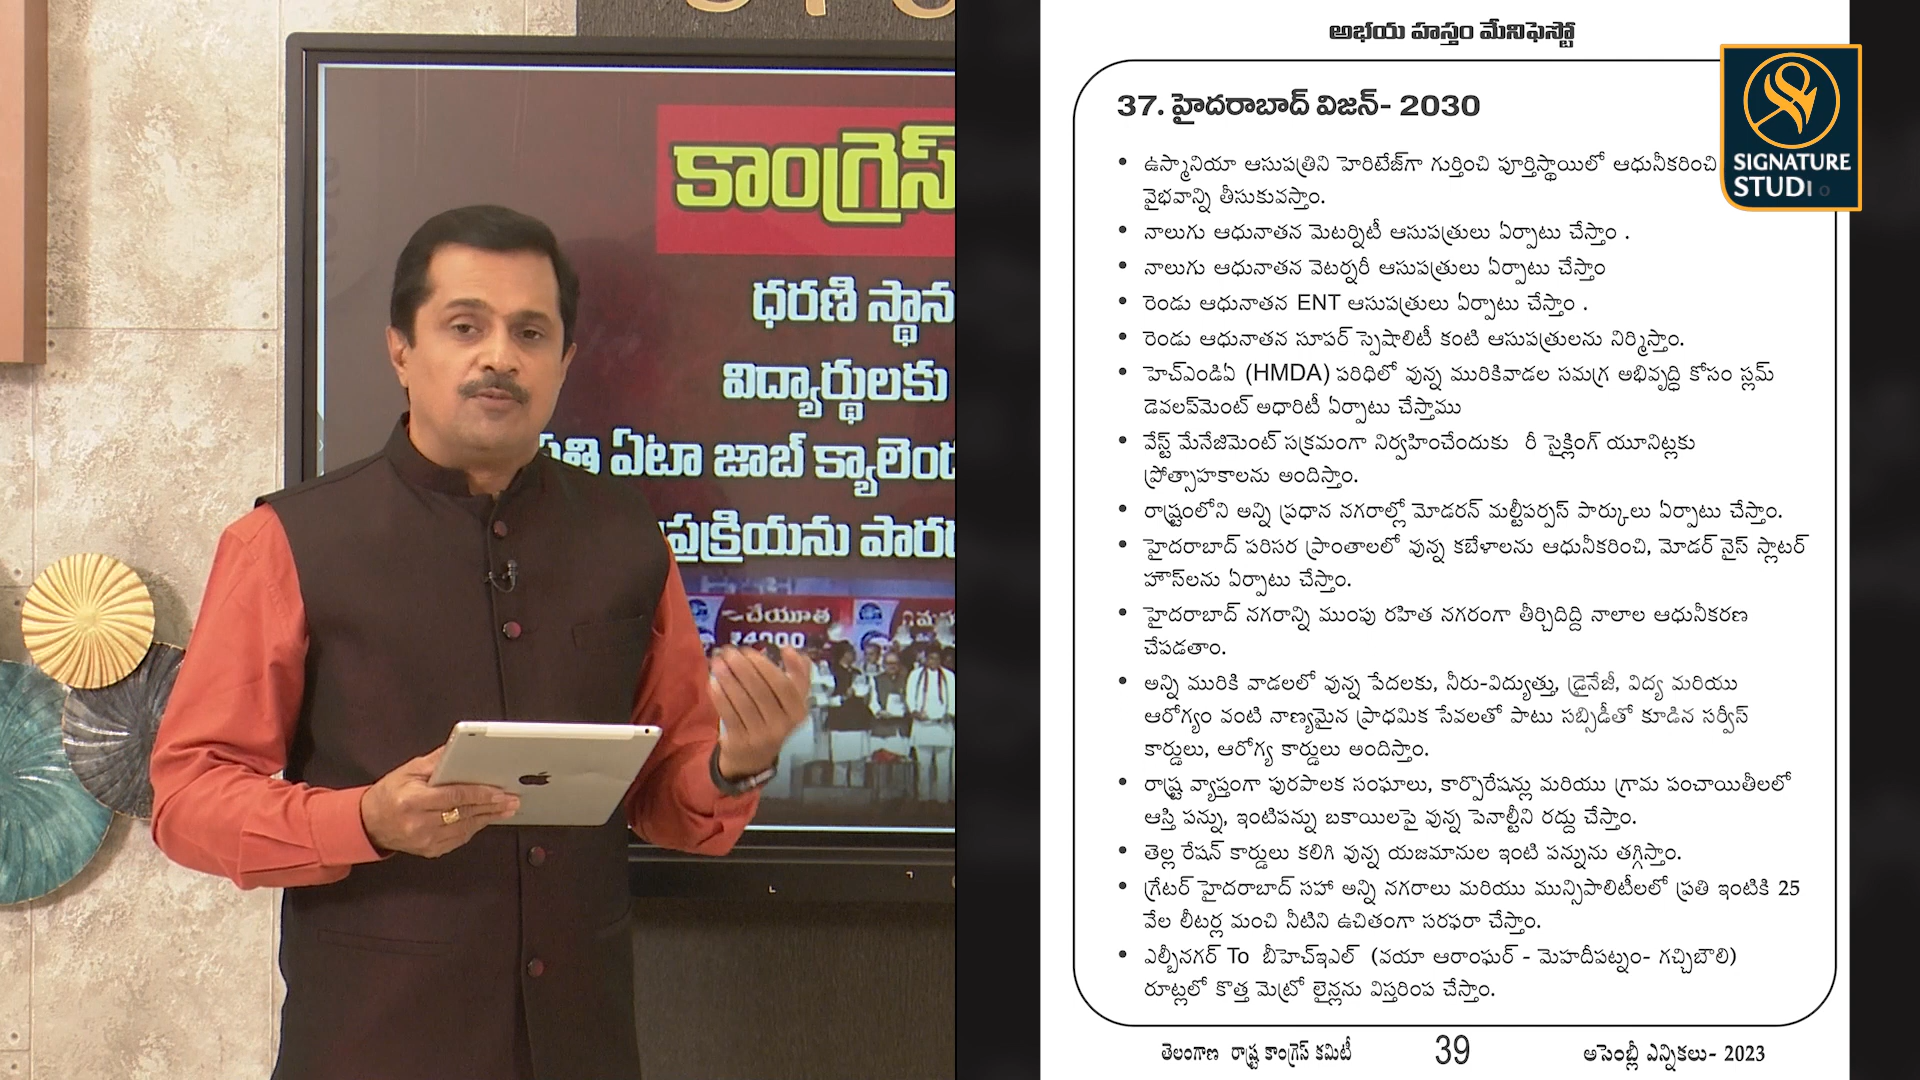 కాంగ్రెస్
ధరణి స్థాన
విద్యార్థులకు
ఏటా జాబ్
చేయూత
₹4000
అభయ హస్తం మేనిఫెస్టో
SIGNATURE
STUDIO
37. హైదరాబాద్ విజన్- 2030
• ఉస్మానియా ఆసుపత్రిని హెరిటేజ్‌గా గుర్తించి పూర్తిస్థాయిలో ఆధునీకరించి
వైభవాన్ని తీసుకువస్తాం.
• నాలుగు ఆధునాతన మెటర్నిటీ ఆసుపత్రులు ఏర్పాటు చేస్తాం .
• నాలుగు ఆధునాతన వెటర్నరీ ఆసుపత్రులు ఏర్పాటు చేస్తాం
• రెండు ఆధునాతన ENT ఆసుపత్రులు ఏర్పాటు చేస్తాం .
• రెండు ఆధునాతన సూపర్ స్పెషాలిటీ కంటి ఆసుపత్రులను నిర్మిస్తాం.
• హెచ్ఎండిఏ (HMDA) పరిధిలో వున్న మురికివాడల సమగ్ర అభివృద్ధి కోసం స్లమ్
డెవలప్‌మెంట్ అథారిటీ ఏర్పాటు చేస్తాము
• వేస్ట్ మేనేజిమెంట్ సక్రమంగా నిర్వహించేందుకు రీ సైక్లింగ్ యూనిట్లకు
ప్రోత్సాహకాలను అందిస్తాం.
• రాష్ట్రంలోని అన్ని ప్రధాన నగరాల్లో మోడరన్ మల్టీపర్పస్ పార్కులు ఏర్పాటు చేస్తాం.
• హైదరాబాద్ పరిసర ప్రాంతాలలో వున్న కబేళాలను ఆధునీకరించి, మోడర్ నైస్ స్లాటర్
హౌస్‌లను ఏర్పాటు చేస్తాం.
• హైదరాబాద్ నగరాన్ని ముంపు రహిత నగరంగా తీర్చిదిద్ది నాలాల ఆధునీకరణ
చేపడతాం.
• అన్ని మురికి వాడలలో వున్న పేదలకు, నీరు-విద్యుత్తు, డ్రైనేజీ, విద్య మరియు
ఆరోగ్యం వంటి నాణ్యమైన ప్రాధమిక సేవలతో పాటు సబ్సిడీతో కూడిన సర్వీస్
కార్డులు, ఆరోగ్య కార్డులు అందిస్తాం.
• రాష్ట్ర వ్యాప్తంగా పురపాలక సంఘాలు, కార్పొరేషన్లు మరియు గ్రామ పంచాయితీలలో
ఆస్తి పన్ను, ఇంటిపన్ను బకాయిలపై వున్న పెనాల్టీని రద్దు చేస్తాం.
• తెల్ల రేషన్ కార్డులు కలిగి వున్న యజమానుల ఇంటి పన్నును తగ్గిస్తాం.
• గ్రేటర్ హైదరాబాద్ సహా అన్ని నగరాలు మరియు మున్సిపాలిటీలలో ప్రతి ఇంటికి 25
వేల లీటర్ల మంచి నీటిని ఉచితంగా సరఫరా చేస్తాం.
• ఎల్బీనగర్ To బీహెచ్ఇఎల్ (వయా ఆరాంఘర్ - మెహదీపట్నం- గచ్చిబౌలి)
రూట్లలో కొత్త మెట్రో లైన్లను విస్తరింప చేస్తాం.
తెలంగాణ రాష్ట్ర కాంగ్రెస్ కమిటీ 39 అసెంబ్లీ ఎన్నికలు- 2023